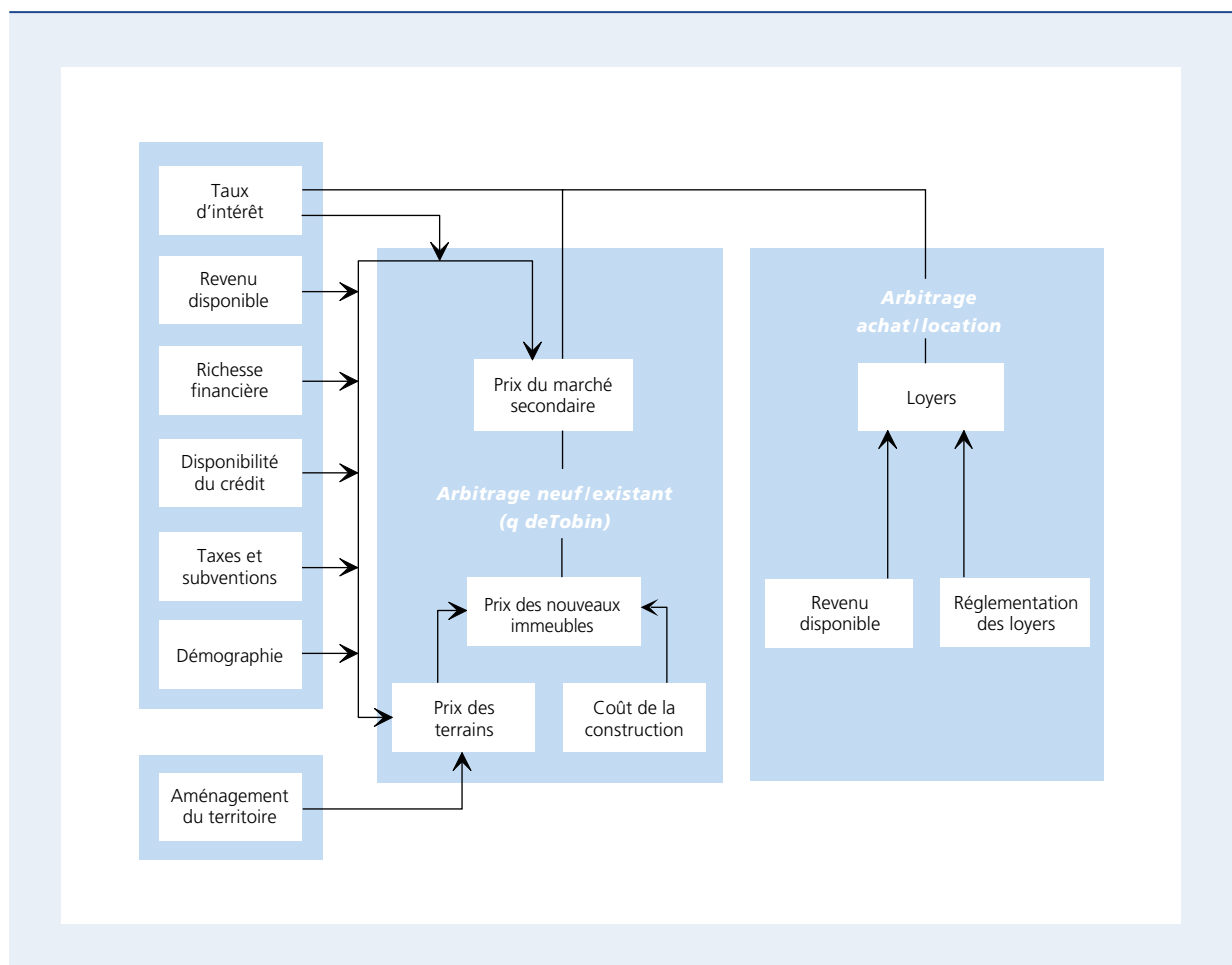 Taux
d’intérêt
Revenu
disponible
Richesse
financière
Disponibilité
du crédit
Taxes et
subventions
Démographie
Aménagement
du territoire
Prix du marché
secondaire
Arbitrage neuf/existant
(q deTobin)
Prix des nouveaux
immeubles
Prix des
terrains
Coût de la
construction
Arbitrage
achat/location
Loyers
Revenu
disponible
Réglementation
des loyers